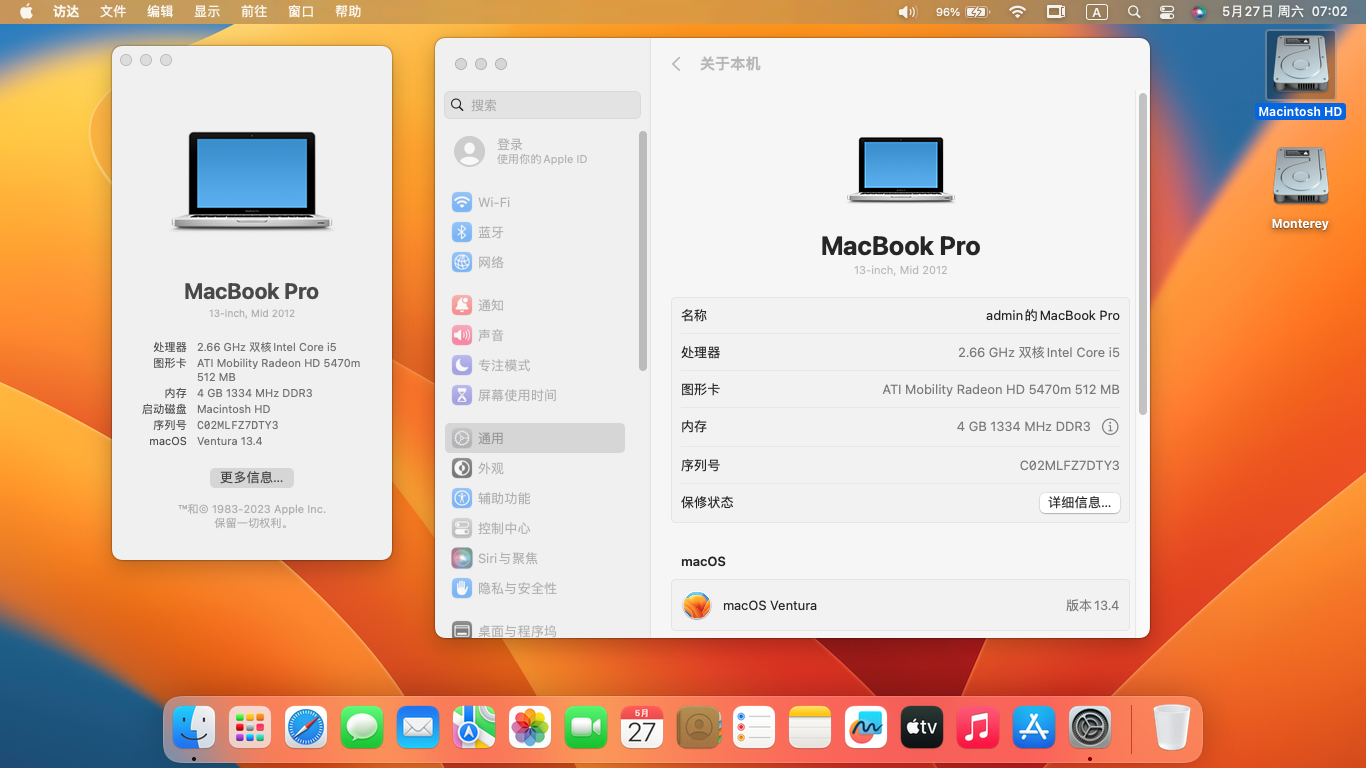 访达 文件 编辑 显示 前往 窗口 帮助
96% A 5月27日 周六 07:02
MacBook Pro
13-inch, Mid 2012
处理器 2.66 GHz 双核Intel Core i5
图形卡 ATI Mobility Radeon HD 5470m
512 MB
内存 4 GB 1334 MHz DDR3
启动磁盘 Macintosh HD
序列号 C02MLFZ7DTY3
macOS Ventura 13.4
更多信息...
™和© 1983-2023 Apple Inc.
保留一切权利。
搜索
登录
使用你的Apple ID
Wi-Fi
蓝牙
网络
通知
声音
专注模式
屏幕使用时间
通用
外观
辅助功能
控制中心
Siri与聚焦
隐私与安全性
桌面与程序坞
关于本机
MacBook Pro
13-inch, Mid 2012
名称 admin的MacBook Pro
处理器 2.66 GHz 双核Intel Core i5
图形卡 ATI Mobility Radeon HD 5470m 512 MB
内存 4 GB 1334 MHz DDR3
序列号 C02MLFZ7DTY3
保修状态 详细信息...
macOS
macOS Ventura 版本13.4
Macintosh HD
Monterey
5月
27
tv